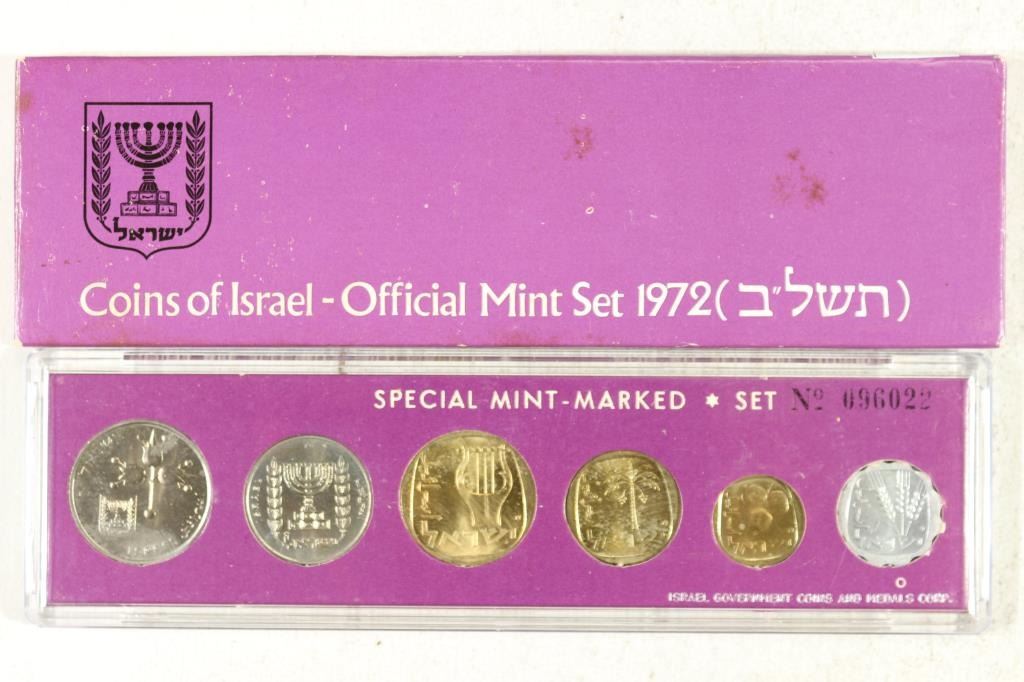 ישראל
Coins of Israel - Official Mint Set 1972 (תשל״ב)
SPECIAL MINT-MARKED ✶ SET Nº 096022
ISRAEL GOVERNMENT COINS AND MEDALS CORP.